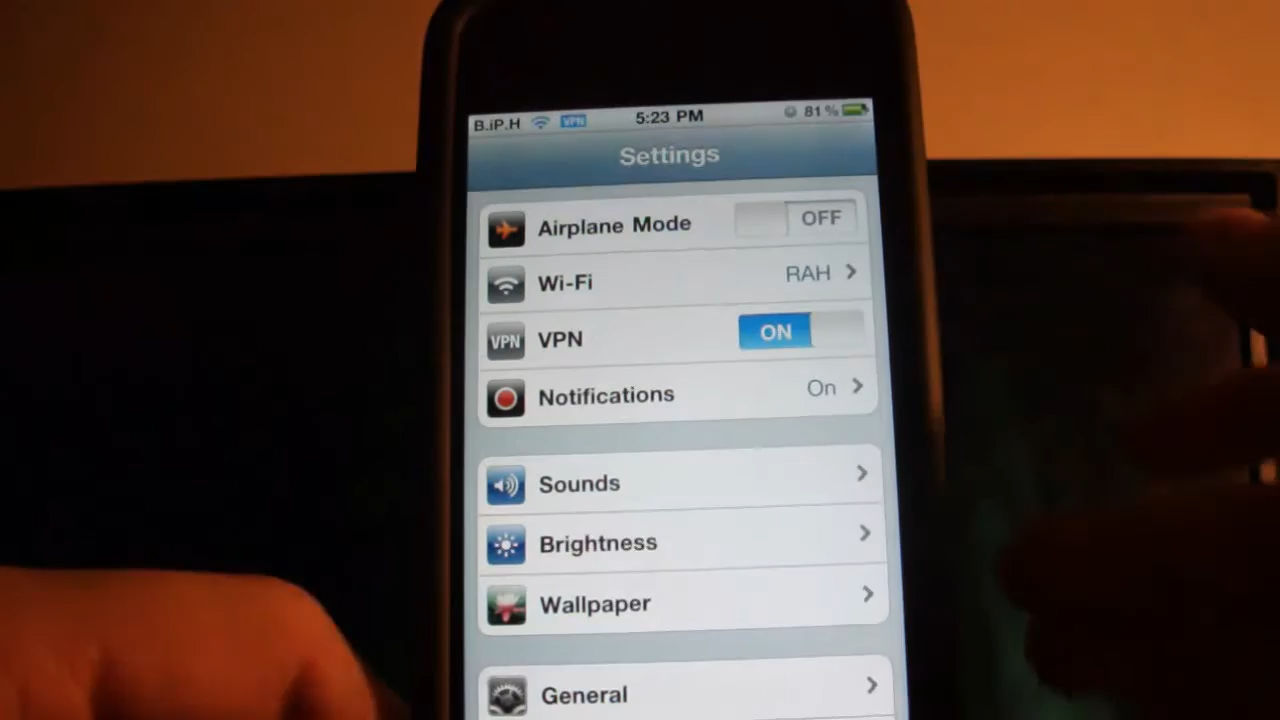 B.iP.H VPN 5:23 PM 81%
Settings
Airplane Mode OFF
Wi-Fi RAH
VPN VPN ON
Notifications On
Sounds
Brightness
Wallpaper
General